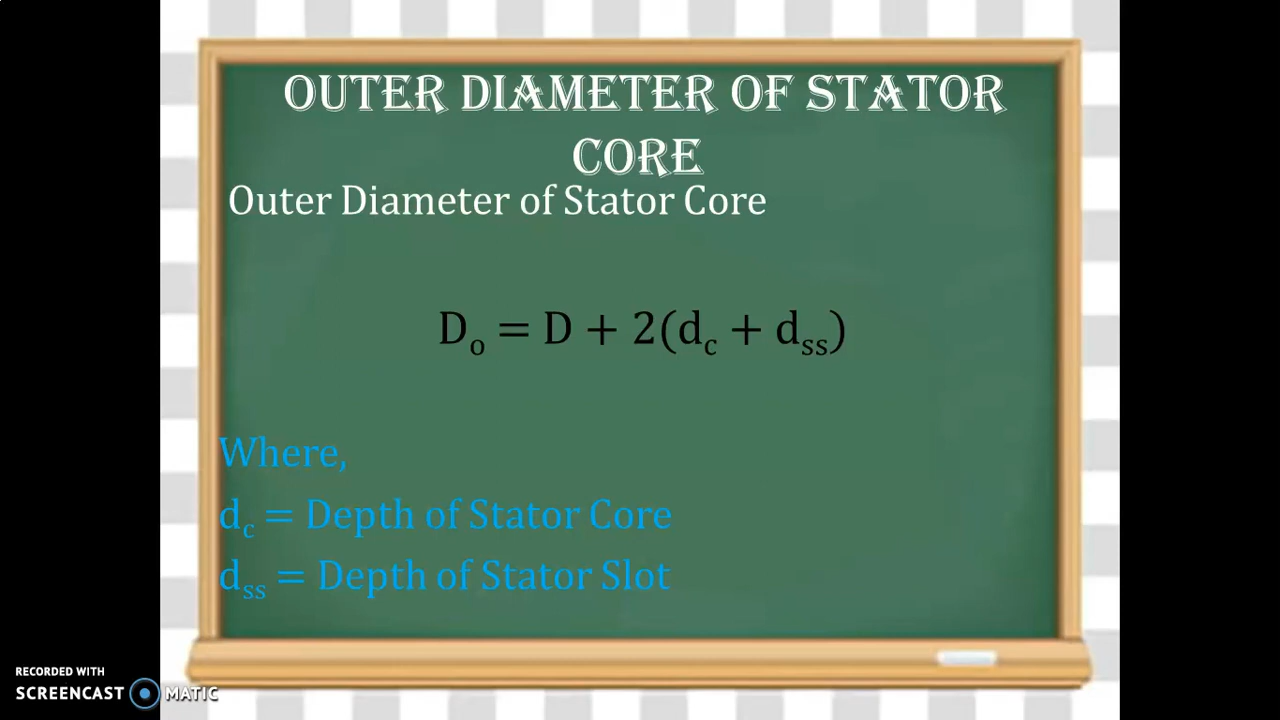 OUTER DIAMETER OF STATOR
CORE
Outer Diameter of Stator Core
Dₒ = D + 2(d_c + d_ss)
Where,
d_c = Depth of Stator Core
d_ss = Depth of Stator Slot
RECORDED WITH
SCREENCAST MATIC